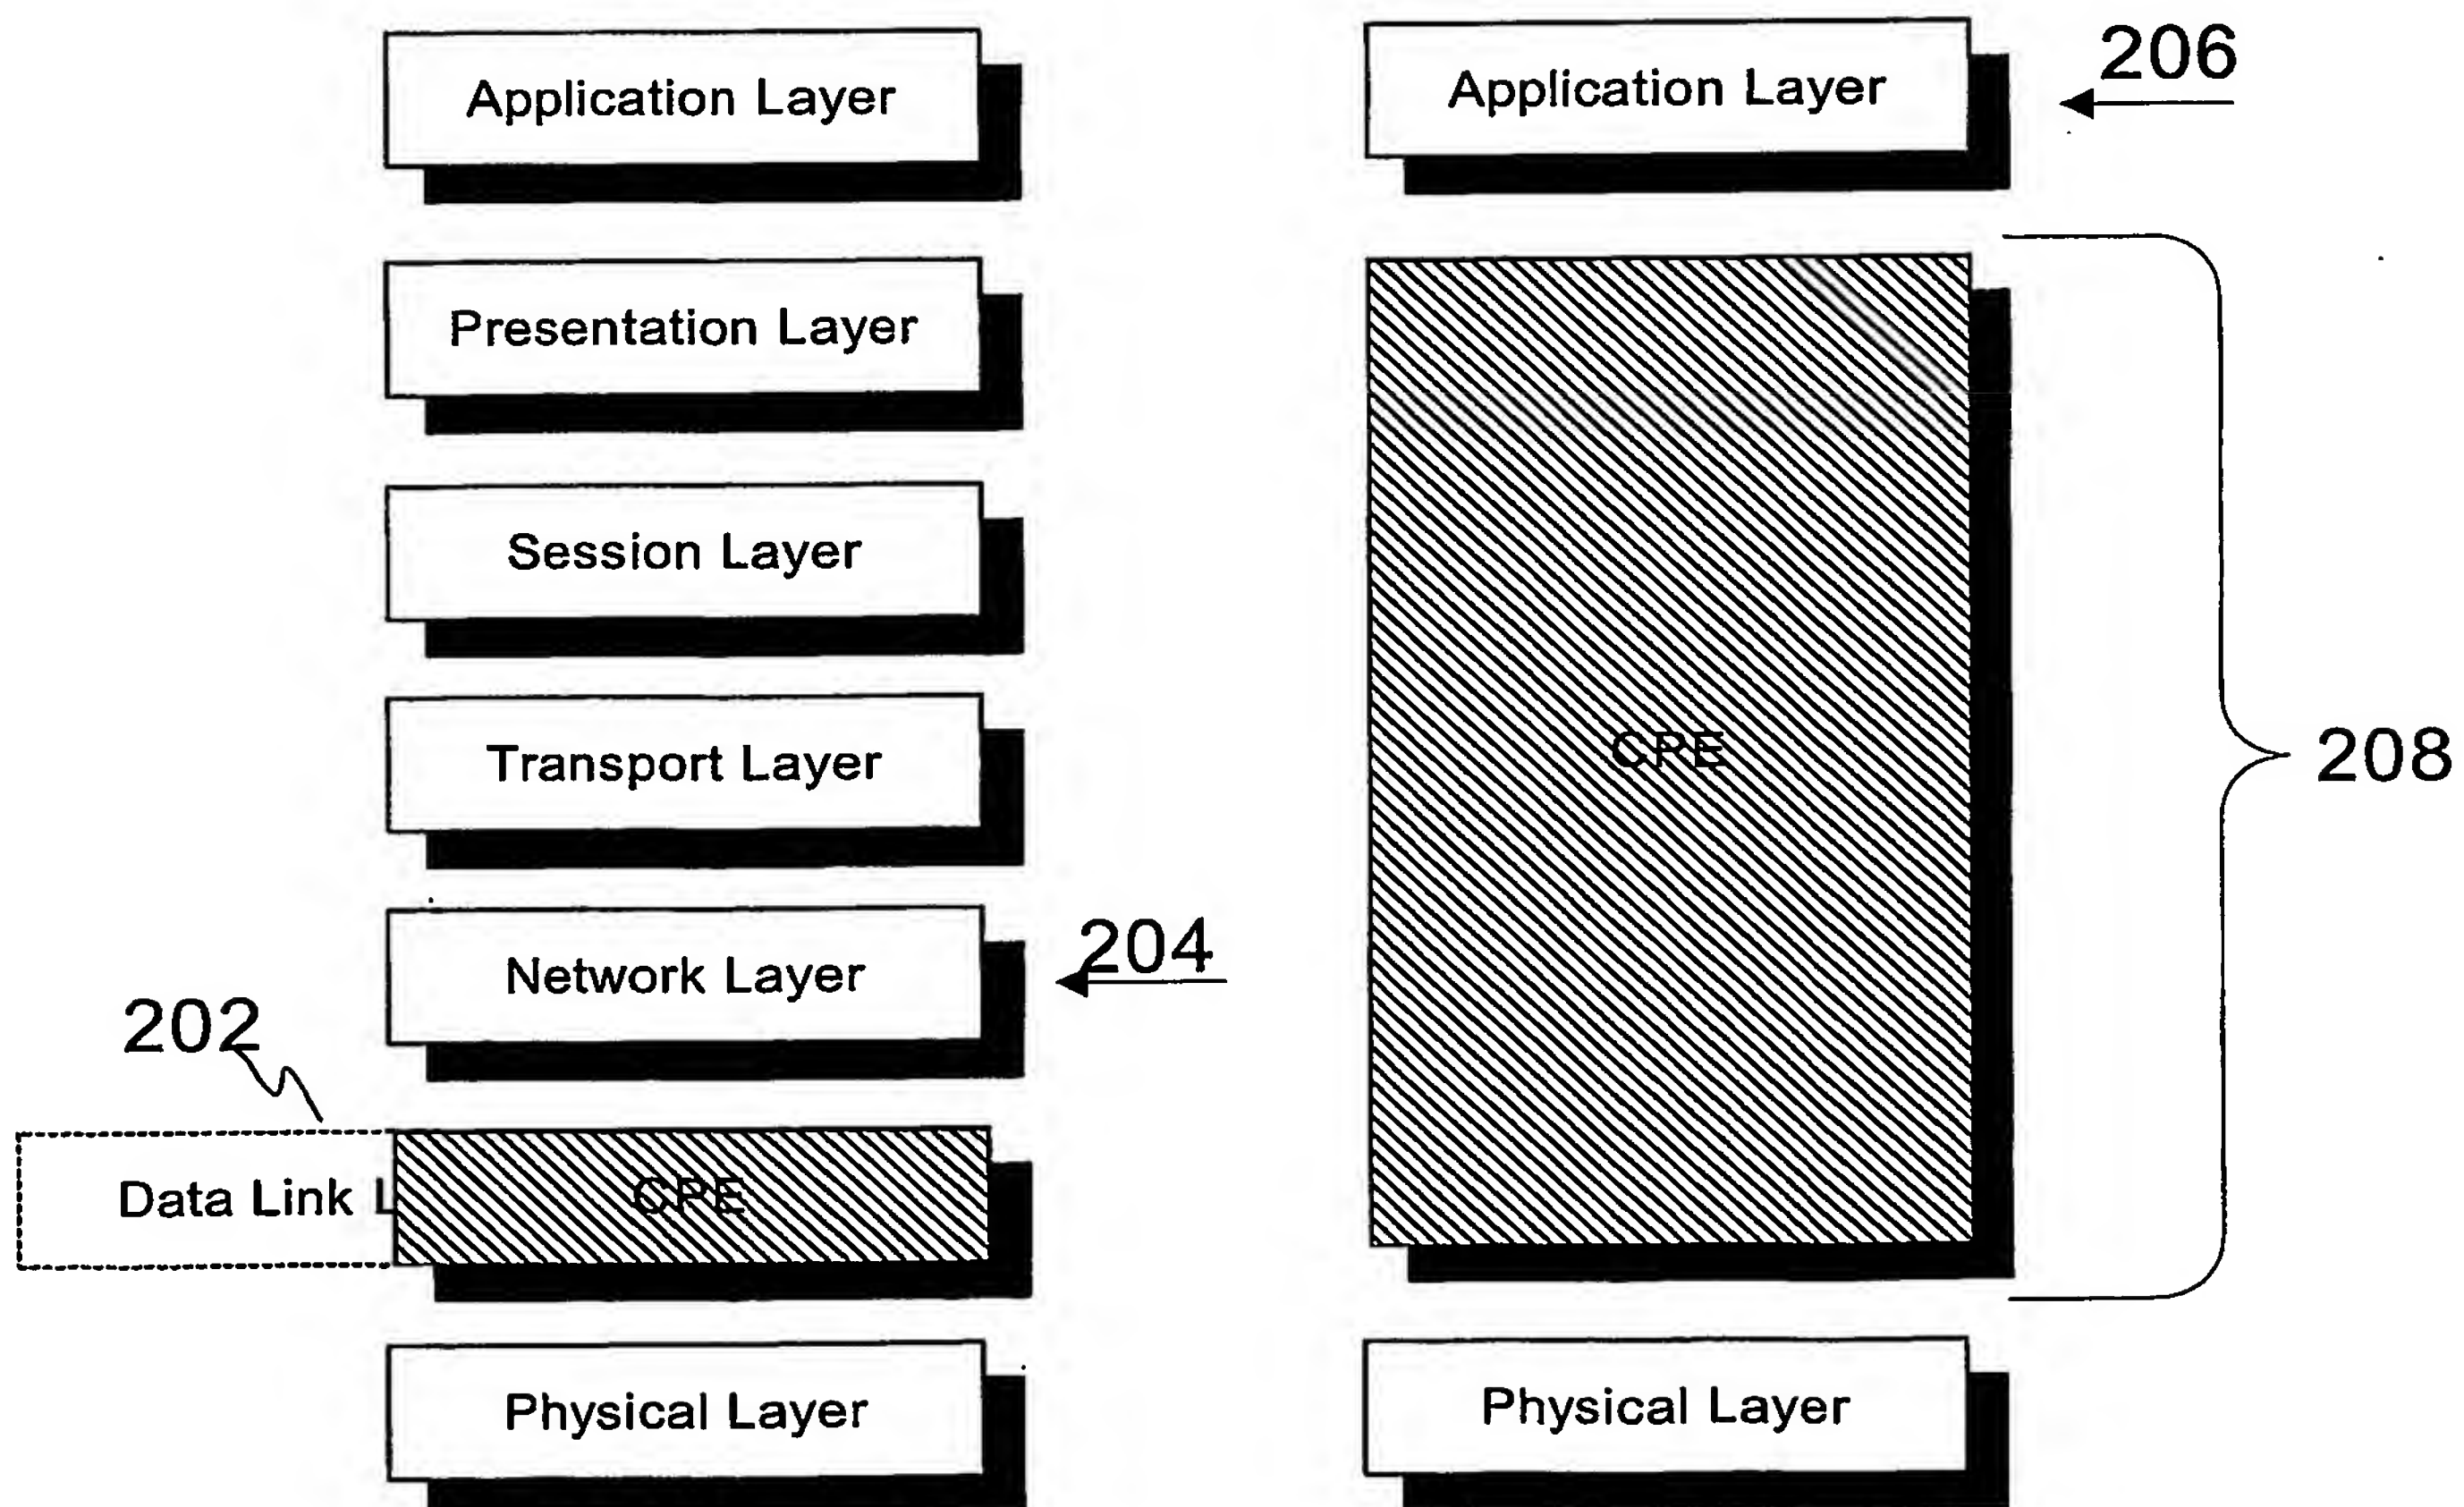 Application Layer
Presentation Layer
Session Layer
Transport Layer
Network Layer
204
202
Data Link L
CPE
Physical Layer
Application Layer
206
CPE
208
Physical Layer